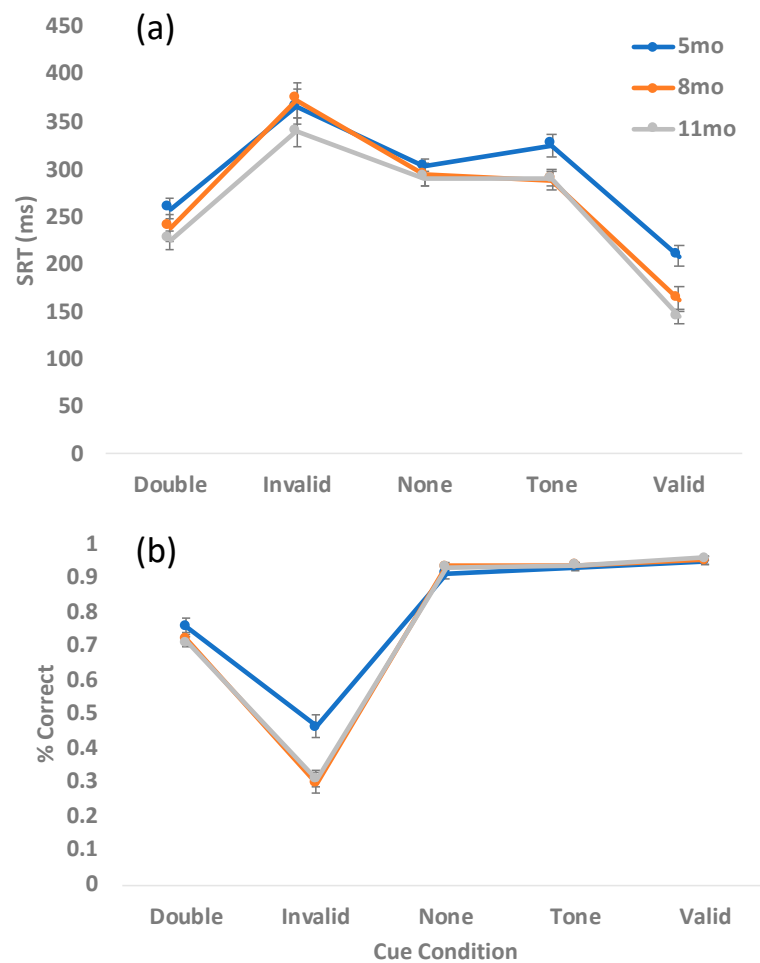 (a)
450
400
350
300
250
200
150
100
50
0
SRT (ms)
5mo
8mo
11mo
Double Invalid None Tone Valid
(b)
1
0.9
0.8
0.7
0.6
0.5
0.4
0.3
0.2
0.1
0
% Correct
Double Invalid None Tone Valid
Cue Condition